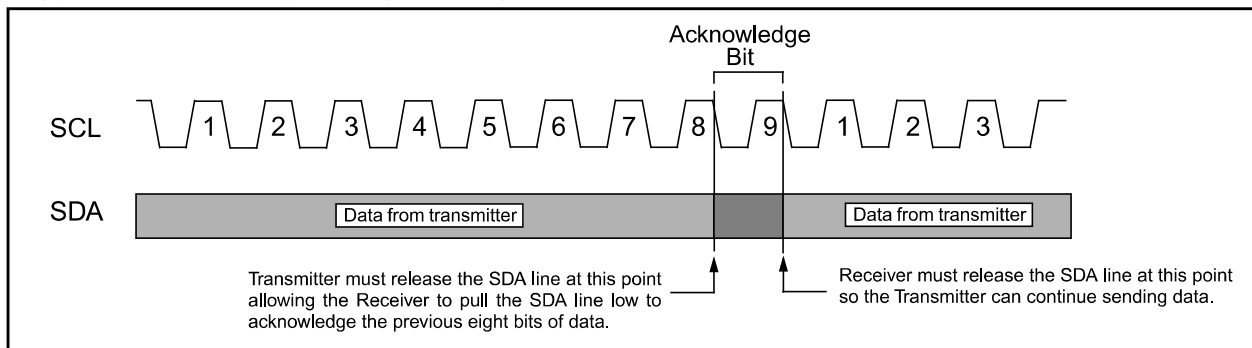 Acknowledge
Bit
SCL
1 2 3 4 5 6 7 8 9 1 2 3
SDA
Data from transmitter
Data from transmitter
Transmitter must release the SDA line at this point
allowing the Receiver to pull the SDA line low to
acknowledge the previous eight bits of data.
Receiver must release the SDA line at this point
so the Transmitter can continue sending data.